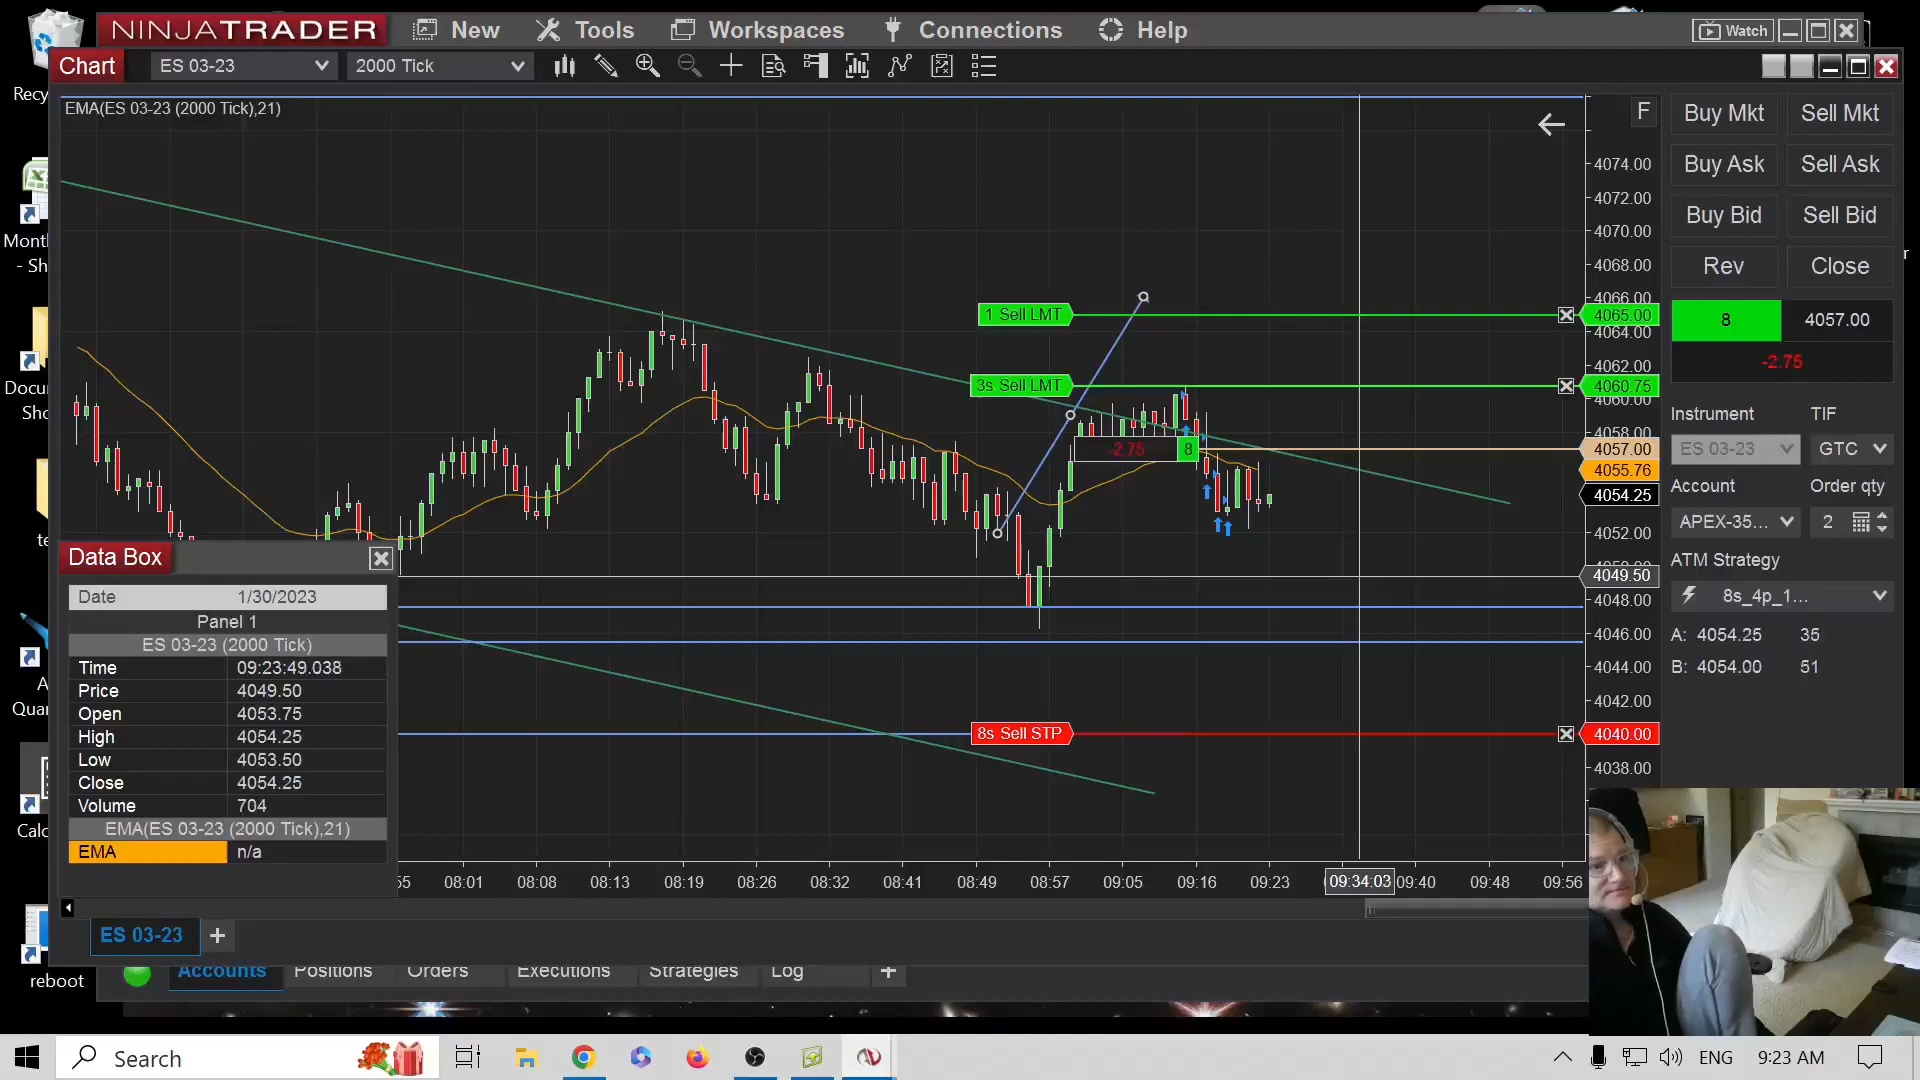 NINJATRADER New Tools Workspaces Connections Help Watch
Recy
Chart ES 03-23 2000 Tick
EMA(ES 03-23 (2000 Tick),21)
F
Buy Mkt Sell Mkt
Buy Ask Sell Ask
Buy Bid Sell Bid
Rev Close
8 4057.00
-2.75
Instrument TIF
ES 03-23 GTC
Account Order qty
APEX-35... 2
ATM Strategy
8s_4p_1...
A: 4054.25 35
B: 4054.00 51
4074.00
4072.00
4070.00
4068.00
4066.00
1 Sell LMT 4065.00
4064.00
4062.00
3s Sell LMT 4060.75
4060.00
4058.00
-2.75 8 4057.00
4055.76
4054.25
4052.00
4049.50
4048.00
4046.00
4044.00
4042.00
8s Sell STP 4040.00
4038.00
Data Box
Date 1/30/2023
Panel 1
ES 03-23 (2000 Tick)
Time 09:23:49.038
Price 4049.50
Open 4053.75
High 4054.25
Low 4053.50
Close 4054.25
Volume 704
EMA(ES 03-23 (2000 Tick),21)
EMA n/a
55 08:01 08:08 08:13 08:19 08:26 08:32 08:41 08:49 08:57 09:05 09:16 09:23 09:34:03 09:40 09:48 09:56
ES 03-23 +
Accounts Positions Orders Executions Strategies Log +
Mont
- Sh
Docu
Sho
te
A
Quar
Calc
reboot
Search
ENG 9:23 AM